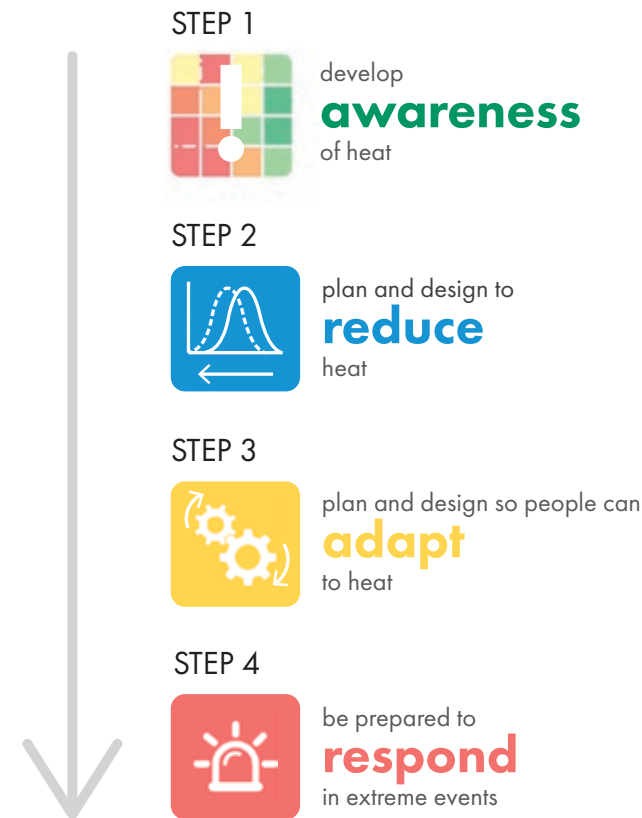 STEP 1
develop
awareness
of heat
STEP 2
plan and design to
reduce
heat
STEP 3
plan and design so people can
adapt
to heat
STEP 4
be prepared to
respond
in extreme events